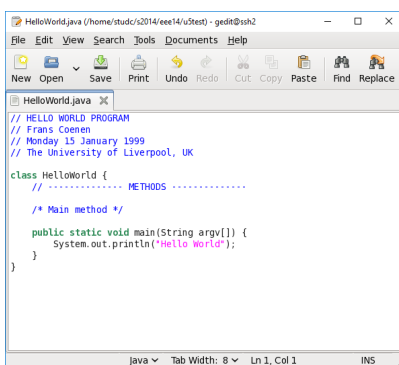 HelloWorld.java (/home/studc/s2014/eee14/u5test) - gedit@ssh2
File Edit View Search Tools Documents Help
New Open Save Print Undo Redo Cut Copy Paste Find Replace
HelloWorld.java
// HELLO WORLD PROGRAM
// Frans Coenen
// Monday 15 January 1999
// The University of Liverpool, UK
class HelloWorld {
// -------------- METHODS --------------
/* Main method */
public static void main(String argv[]) {
System.out.println("Hello World");
}
}
Java Tab Width: 8 Ln 1, Col 1 INS